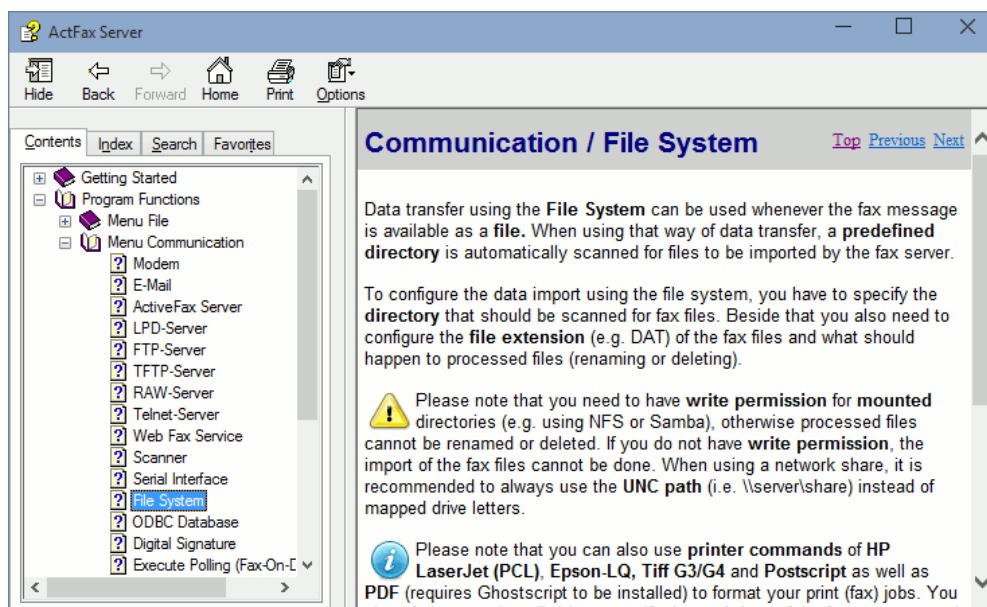 ActFax Server
Hide Back Forward Home Print Options
Contents Index Search Favorites
Getting Started
Program Functions
Menu File
Menu Communication
Modem
E-Mail
ActiveFax Server
LPD-Server
FTP-Server
TFTP-Server
RAW-Server
Telnet-Server
Web Fax Service
Scanner
Serial Interface
File System
ODBC Database
Digital Signature
Execute Polling (Fax-On-D
Communication / File System
Top Previous Next
Data transfer using the File System can be used whenever the fax message
is available as a file. When using that way of data transfer, a predefined
directory is automatically scanned for files to be imported by the fax server.
To configure the data import using the file system, you have to specify the
directory that should be scanned for fax files. Beside that you also need to
configure the file extension (e.g. DAT) of the fax files and what should
happen to processed files (renaming or deleting).
Please note that you need to have write permission for mounted
directories (e.g. using NFS or Samba), otherwise processed files
cannot be renamed or deleted. If you do not have write permission, the
import of the fax files cannot be done. When using a network share, it is
recommended to always use the UNC path (i.e. \\server\share) instead of
mapped drive letters.
Please note that you can also use printer commands of HP
LaserJet (PCL), Epson-LQ, Tiff G3/G4 and Postscript as well as
PDF (requires Ghostscript to be installed) to format your print (fax) jobs. You